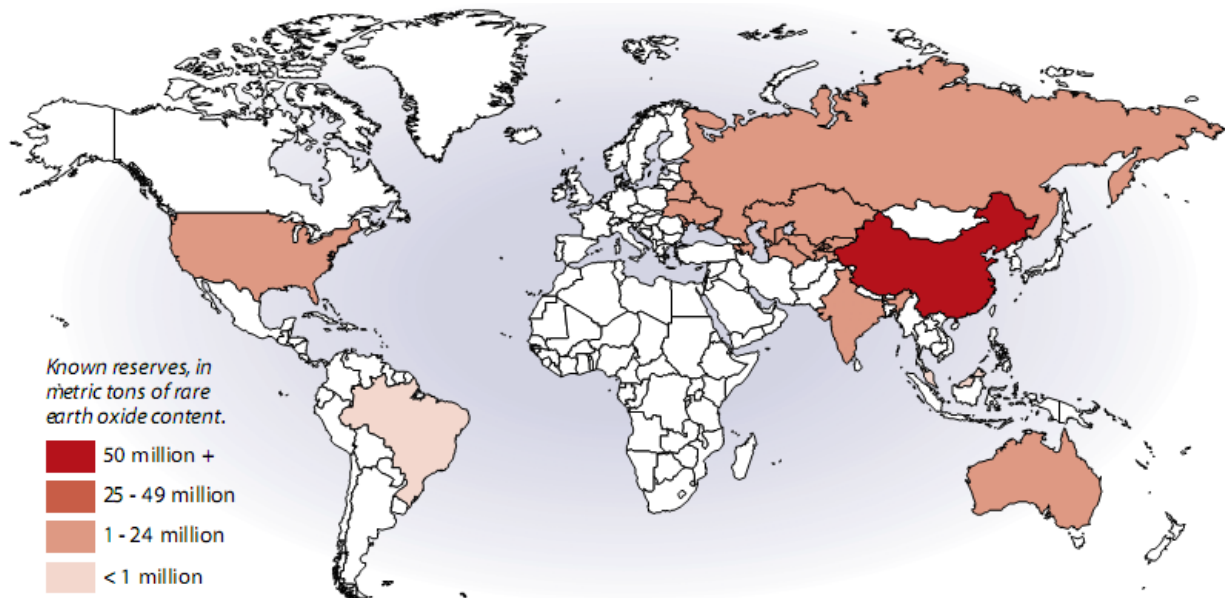 Known reserves, in
metric tons of rare
earth oxide content.
50 million +
25 - 49 million
1 - 24 million
< 1 million